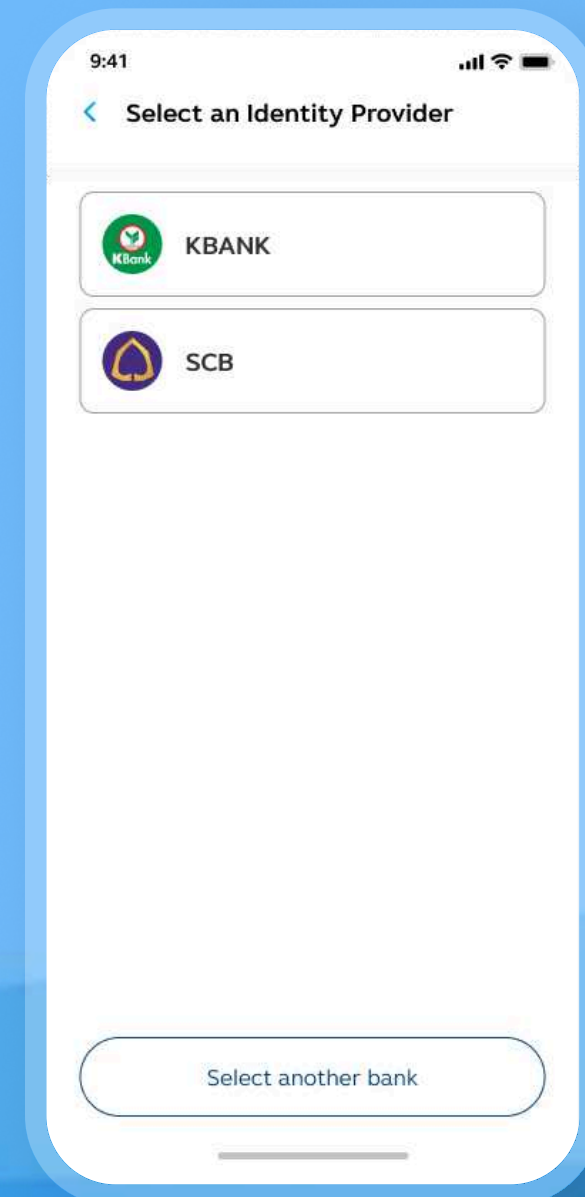 9:41
Select an Identity Provider
KBank
KBANK
SCB
Select another bank